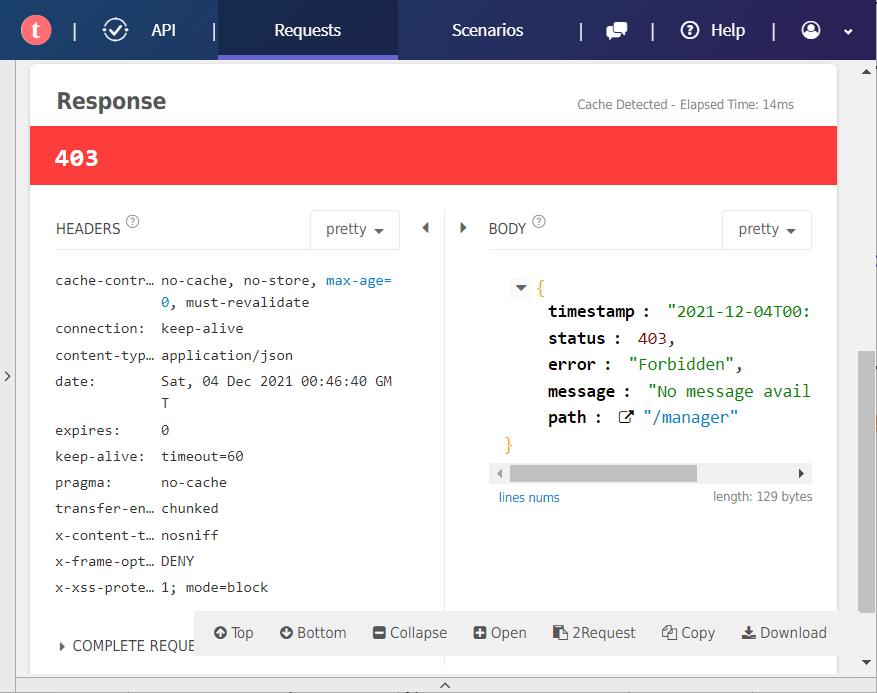 t | API | Requests Scenarios | | Help |
Response
Cache Detected - Elapsed Time: 14ms
403
HEADERS ? pretty
cache-contr… no-cache, no-store, max-age=
0, must-revalidate
connection: keep-alive
content-typ… application/json
date: Sat, 04 Dec 2021 00:46:40 GM
T
expires: 0
keep-alive: timeout=60
pragma: no-cache
transfer-en… chunked
x-content-t… nosniff
x-frame-opt… DENY
x-xss-prote… 1; mode=block
COMPLETE REQUE
BODY ? pretty
{
timestamp : "2021-12-04T00:
status : 403,
error : "Forbidden",
message : "No message avail
path : "/manager"
}
lines nums length: 129 bytes
Top Bottom Collapse Open 2Request Copy Download